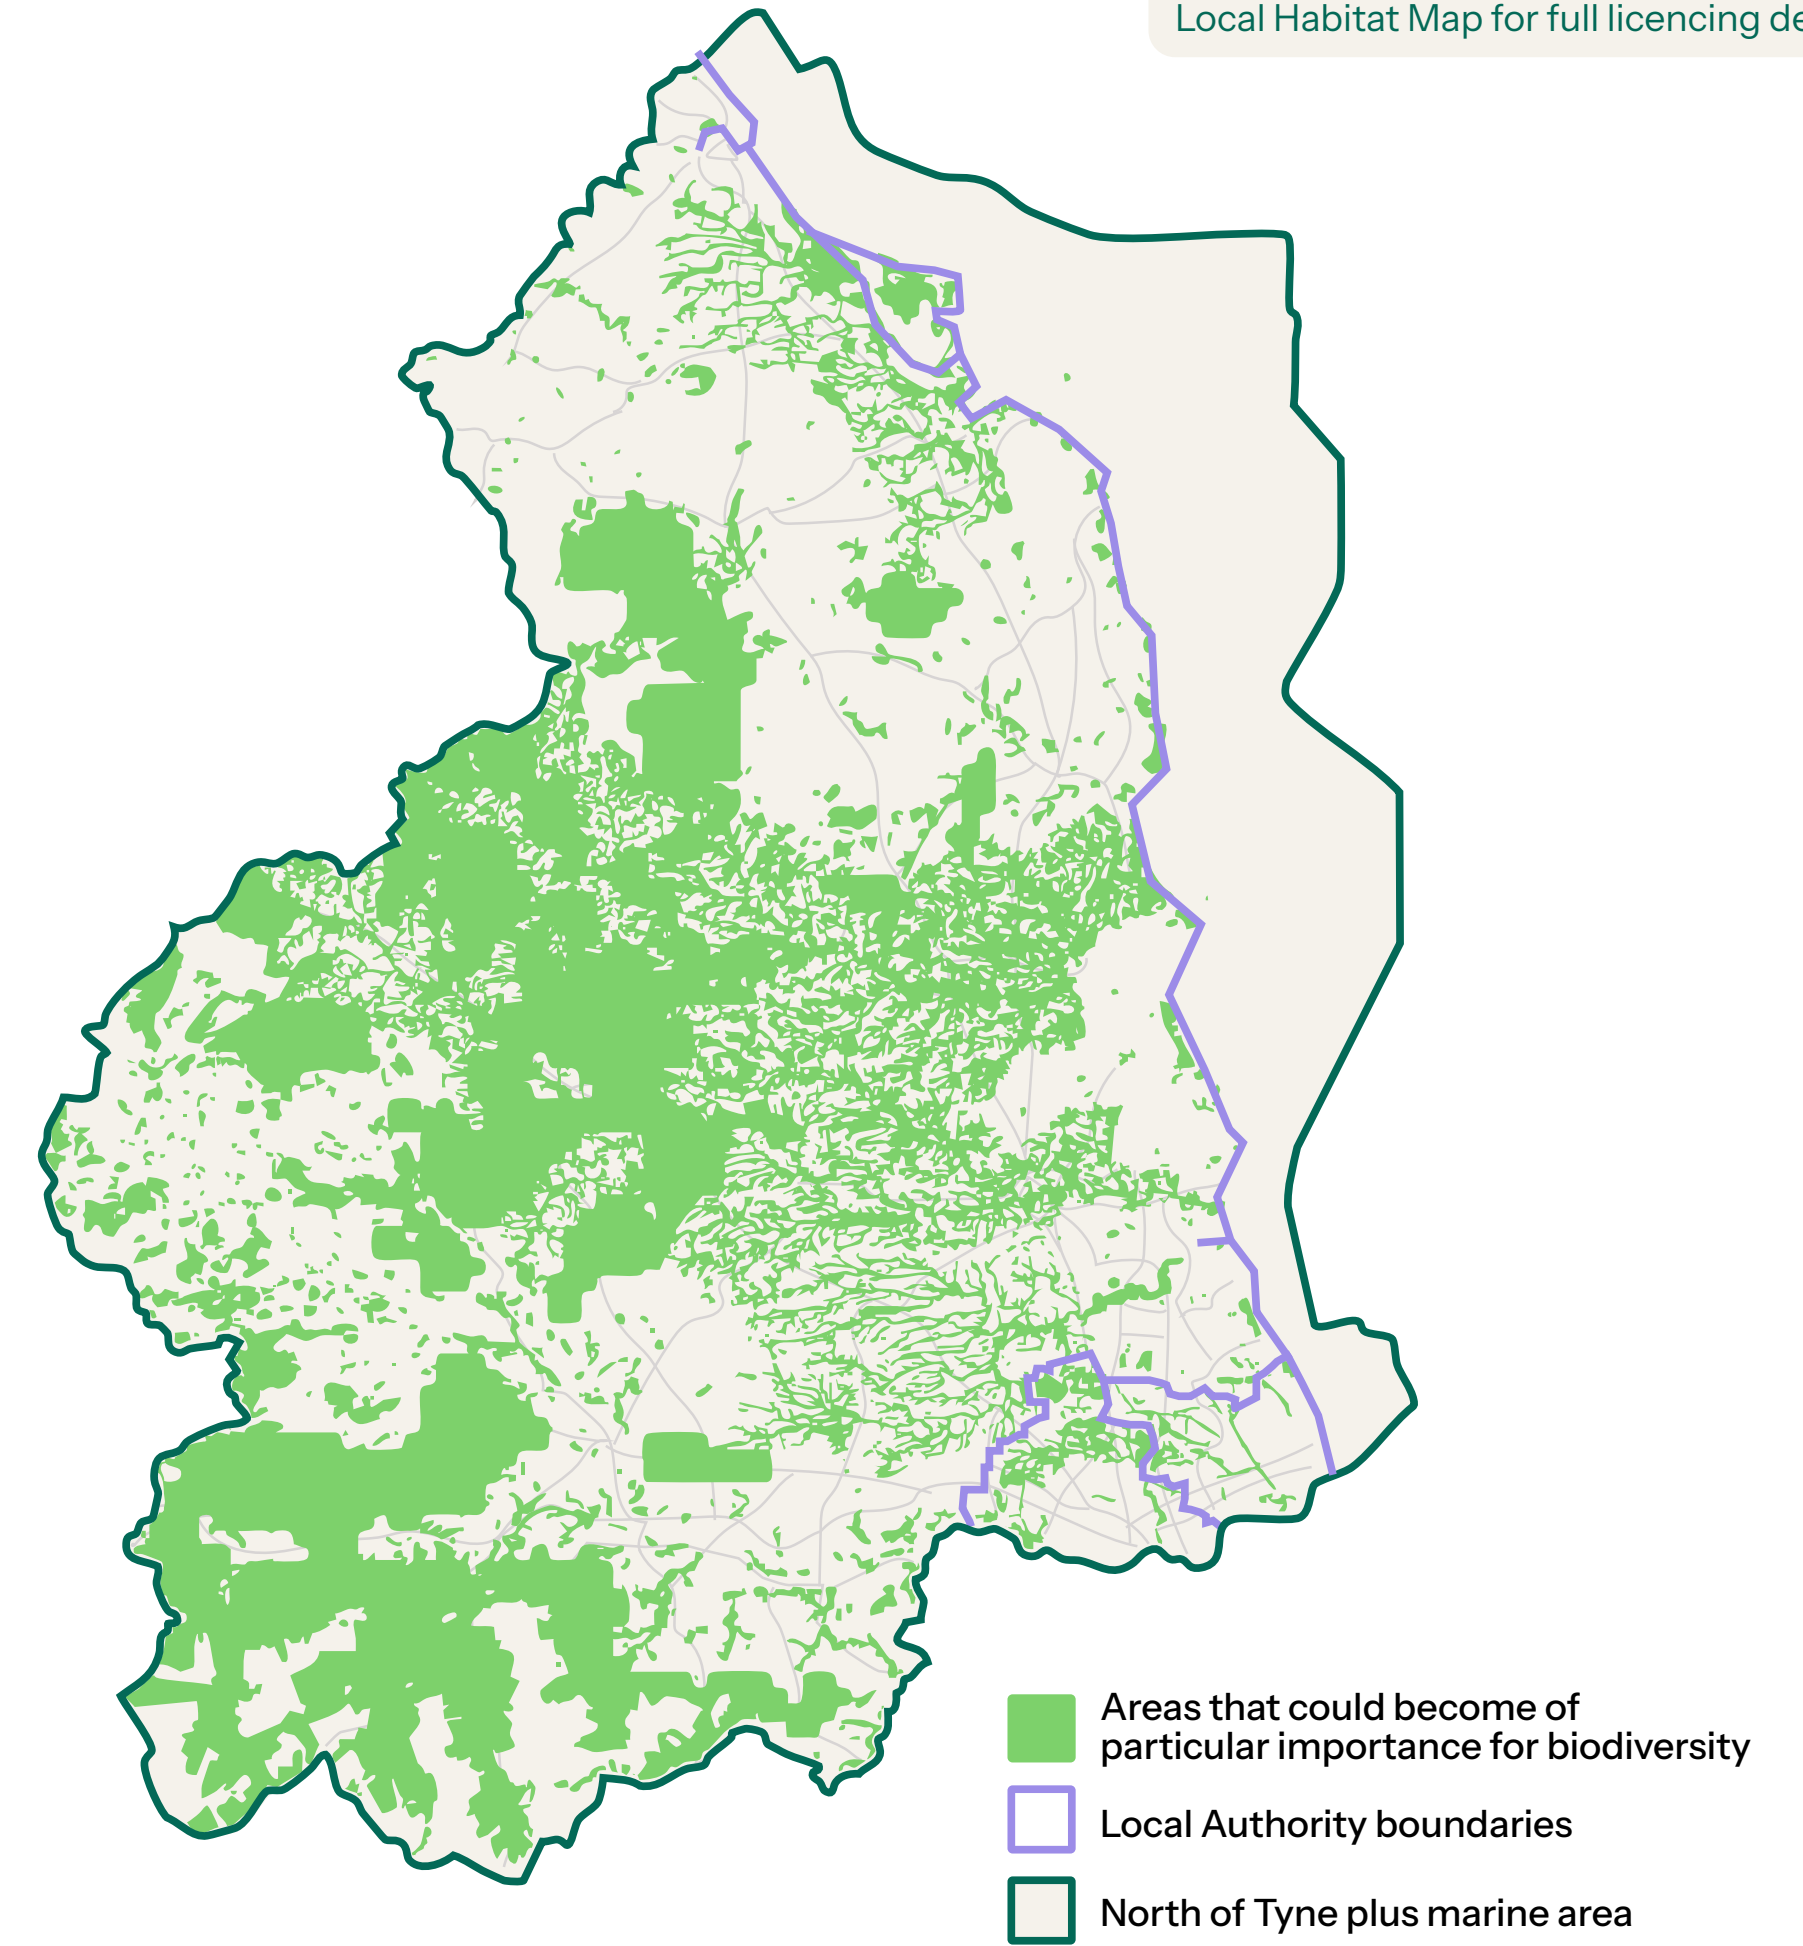 Local Habitat Map for full licencing
Areas that could become of
particular importance for biodiversity
Local Authority boundaries
North of Tyne plus marine area